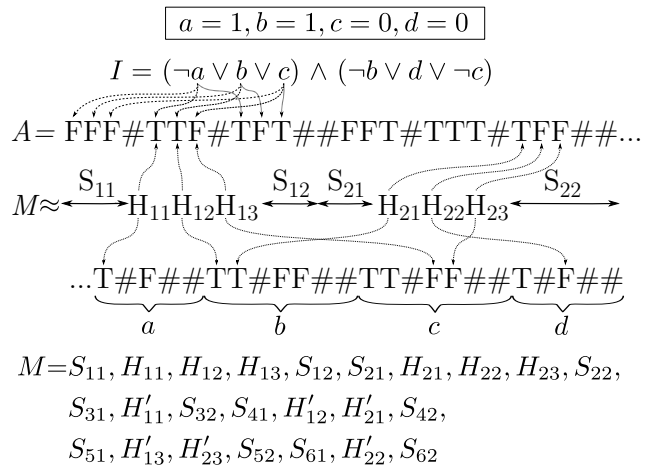 a = 1, b = 1, c = 0, d = 0
I = (¬a ∨ b ∨ c) ∧ (¬b ∨ d ∨ ¬c)
A= FFF#TTF#TFT##FFT#TTT#TFF##...
S₁₁ S₁₂ S₂₁ S₂₂
M≈ H₁₁H₁₂H₁₃ H₂₁H₂₂H₂₃
...T#F##TT#FF##TT#FF##T#F##
a b c d
M=S₁₁, H₁₁, H₁₂, H₁₃, S₁₂, S₂₁, H₂₁, H₂₂, H₂₃, S₂₂,
S₃₁, H′₁₁, S₃₂, S₄₁, H′₁₂, H′₂₁, S₄₂,
S₅₁, H′₁₃, H′₂₃, S₅₂, S₆₁, H′₂₂, S₆₂